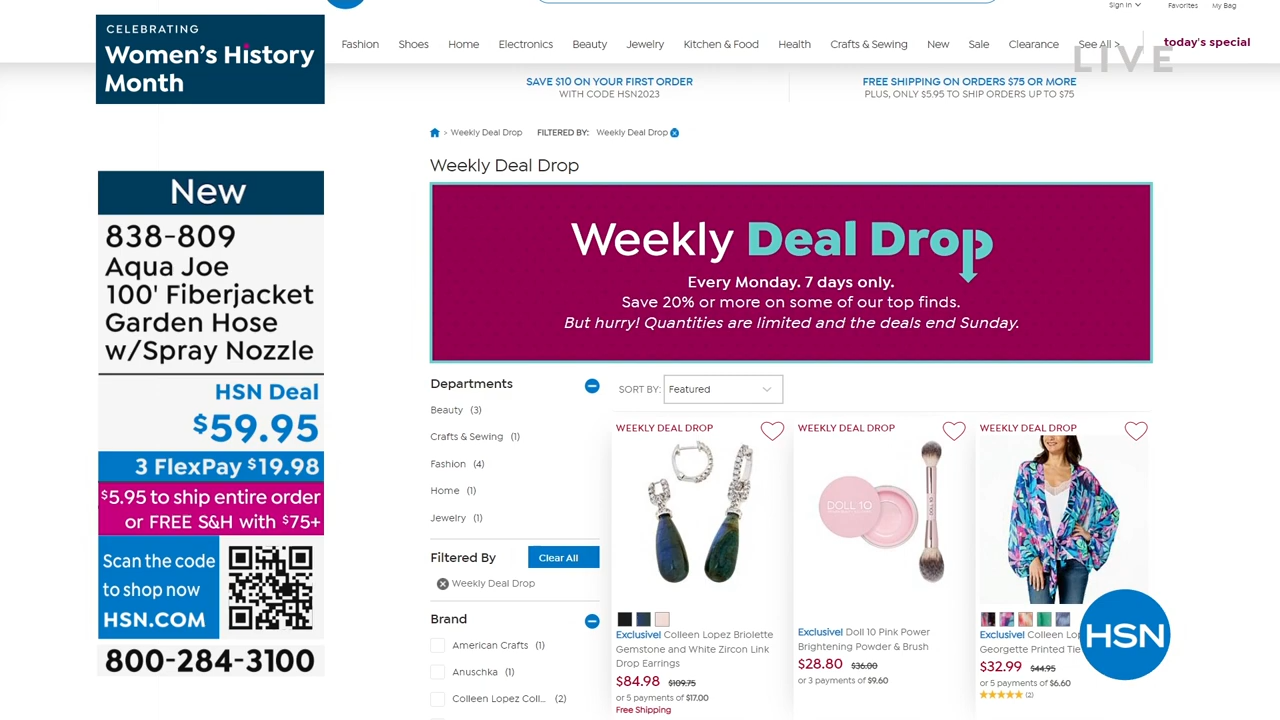 CELEBRATING
Women's History
Month
Sign In
Favorites
My Bag
Fashion
Shoes
Home
Electronics
Beauty
Jewelry
Kitchen & Food
Health
Crafts & Sewing
New
Sale
Clearance
See All >
today's special
LIVE
SAVE $10 ON YOUR FIRST ORDER
WITH CODE HSN2023
FREE SHIPPING ON ORDERS $75 OR MORE
PLUS, ONLY $5.95 TO SHIP ORDERS UP TO $75
> Weekly Deal Drop
FILTERED BY: Weekly Deal Drop
Weekly Deal Drop
Weekly Deal Drop
Every Monday. 7 days only.
Save 20% or more on some of our top finds.
But hurry! Quantities are limited and the deals end Sunday.
New
838-809
Aqua Joe
100' Fiberjacket
Garden Hose
w/Spray Nozzle
HSN Deal
$59.95
3 FlexPay $19.98
$5.95 to ship entire order
or FREE S&H with $75+
Scan the code
to shop now
HSN.COM
800-284-3100
Departments
Beauty (3)
Crafts & Sewing (1)
Fashion (4)
Home (1)
Jewelry (1)
Filtered By
Clear All
Weekly Deal Drop
Brand
American Crafts (1)
Anuschka (1)
Colleen Lopez Coll... (2)
SORT BY: Featured
WEEKLY DEAL DROP
Exclusive! Colleen Lopez Briolette
Gemstone and White Zircon Link
Drop Earrings
$84.98 $109.75
or 5 payments of $17.00
Free Shipping
WEEKLY DEAL DROP
DOLL 10
DOLL 10
Exclusive! Doll 10 Pink Power
Brightening Powder & Brush
$28.80 $36.00
or 3 payments of $9.60
WEEKLY DEAL DROP
Exclusive! Colleen Lo
Georgette Printed Tie
$32.99 $44.95
or 5 payments of $6.60
(2)
HSN